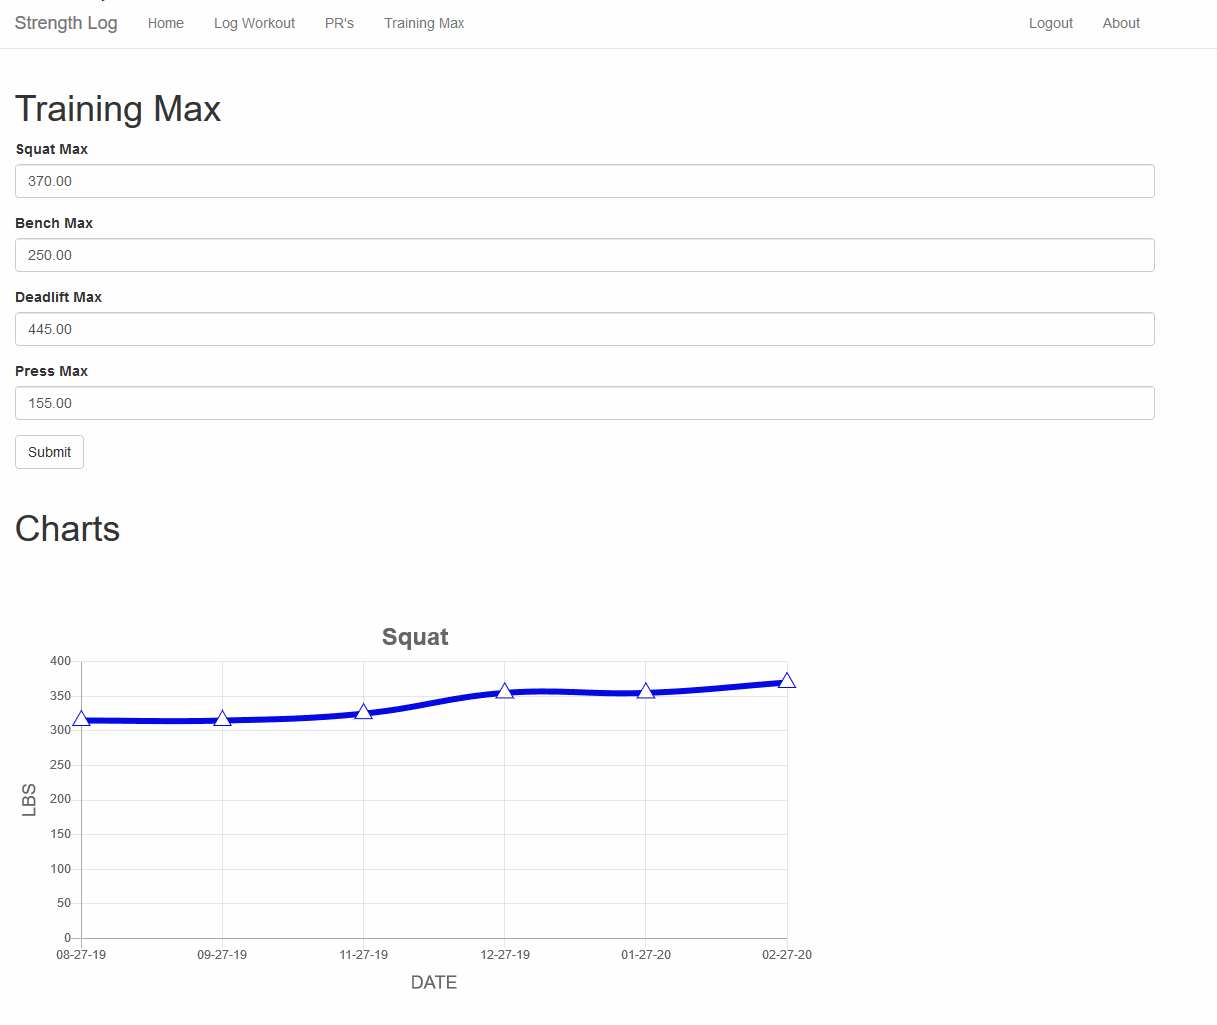 Strength Log Home Log Workout PR's Training Max Logout About
Training Max
Squat Max
370.00
Bench Max
250.00
Deadlift Max
445.00
Press Max
155.00
Submit
Charts
Squat
400
350
300
250
200
150
100
50
0
LBS
08-27-19 09-27-19 11-27-19 12-27-19 01-27-20 02-27-20
DATE